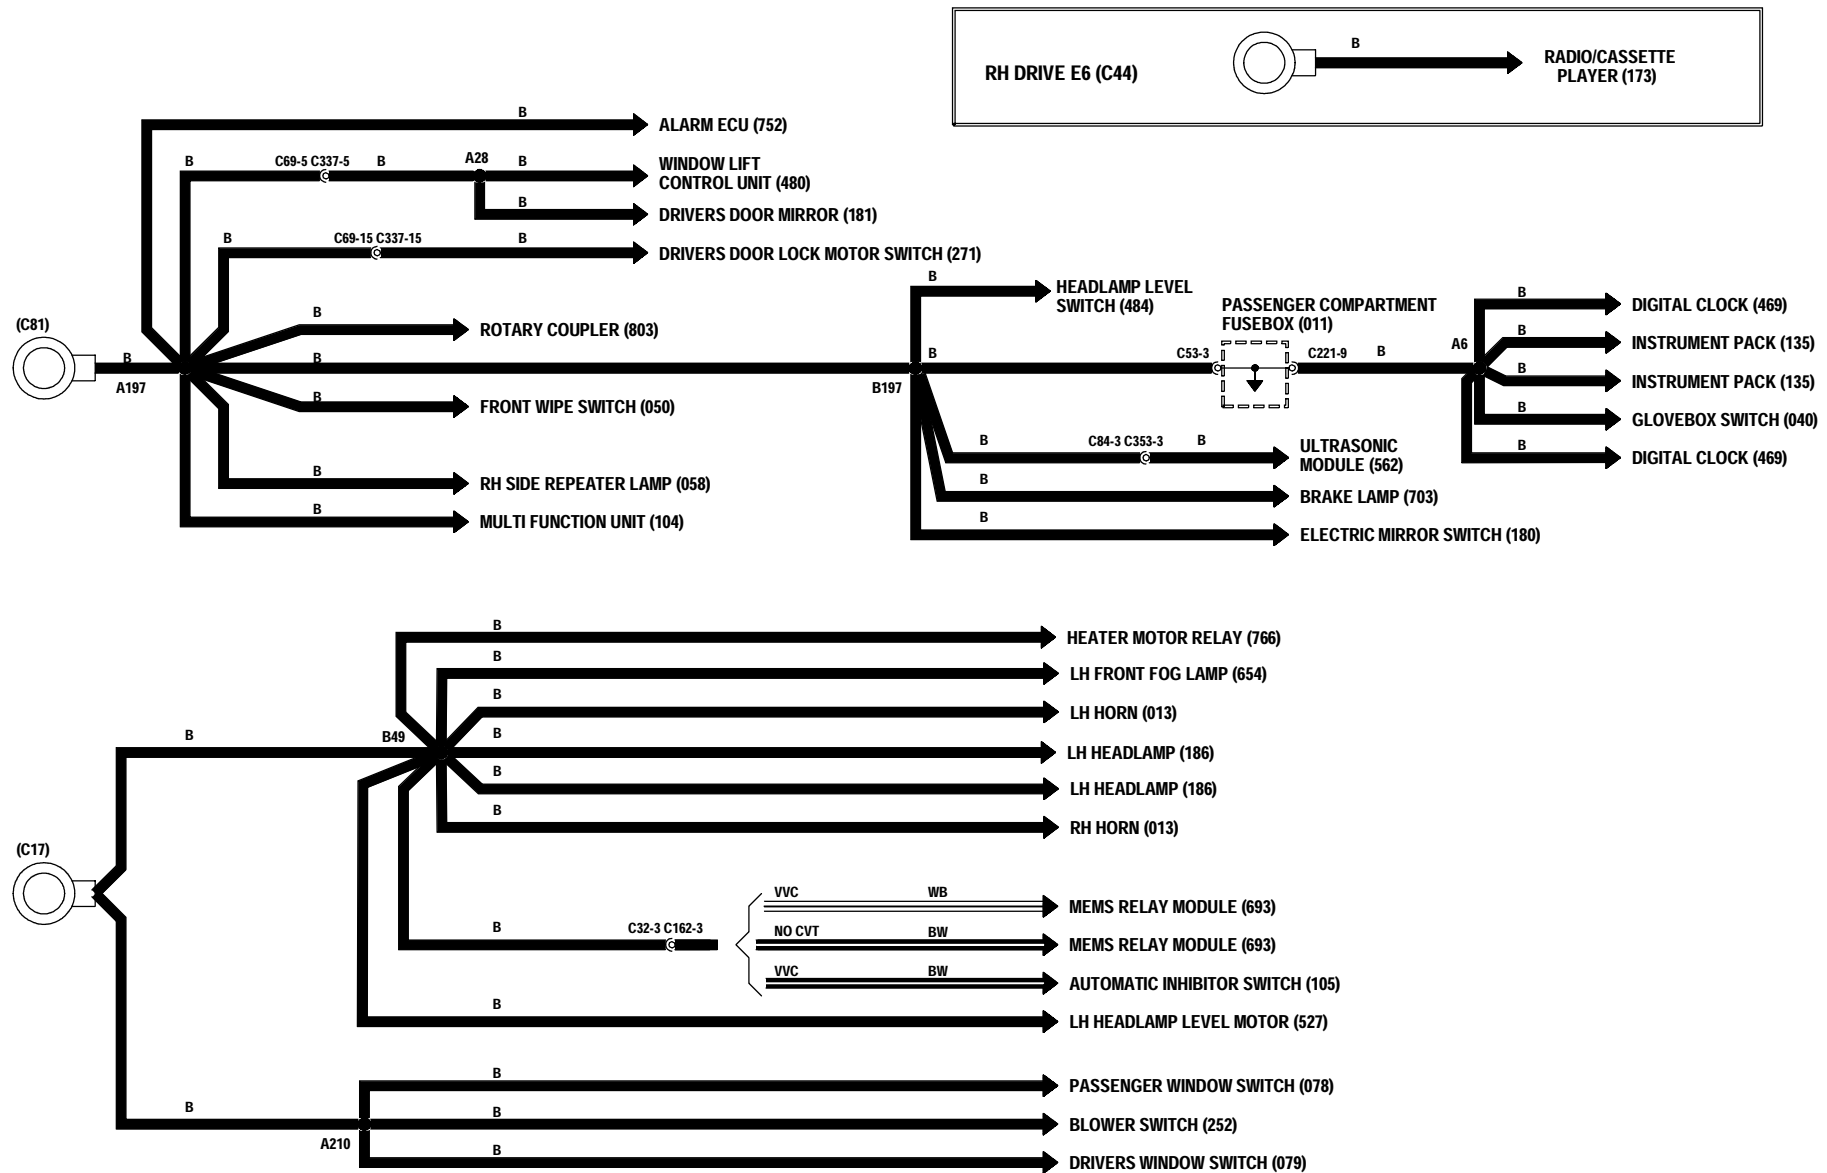 RH DRIVE E6 (C44)
B
RADIO/CASSETTE
PLAYER (173)
B
ALARM ECU (752)
B
C69-5 C337-5
B
A28
B
WINDOW LIFT
CONTROL UNIT (480)
B
DRIVERS DOOR MIRROR (181)
B
C69-15 C337-15
B
DRIVERS DOOR LOCK MOTOR SWITCH (271)
B
HEADLAMP LEVEL
SWITCH (484)
PASSENGER COMPARTMENT
FUSEBOX (011)
B
DIGITAL CLOCK (469)
(C81)
B
ROTARY COUPLER (803)
B
INSTRUMENT PACK (135)
B
A197
B
B197
B
C53-3
C221-9
B
A6
B
INSTRUMENT PACK (135)
B
FRONT WIPE SWITCH (050)
B
GLOVEBOX SWITCH (040)
B
C84-3 C353-3
B
ULTRASONIC
MODULE (562)
B
DIGITAL CLOCK (469)
B
RH SIDE REPEATER LAMP (058)
B
BRAKE LAMP (703)
B
MULTI FUNCTION UNIT (104)
B
ELECTRIC MIRROR SWITCH (180)
B
HEATER MOTOR RELAY (766)
B
LH FRONT FOG LAMP (654)
B
LH HORN (013)
B
B49
B
LH HEADLAMP (186)
B
LH HEADLAMP (186)
B
RH HORN (013)
(C17)
VVC
WB
MEMS RELAY MODULE (693)
B
C32-3 C162-3
NO CVT
BW
MEMS RELAY MODULE (693)
VVC
BW
AUTOMATIC INHIBITOR SWITCH (105)
B
LH HEADLAMP LEVEL MOTOR (527)
B
PASSENGER WINDOW SWITCH (078)
B
A210
B
BLOWER SWITCH (252)
B
DRIVERS WINDOW SWITCH (079)